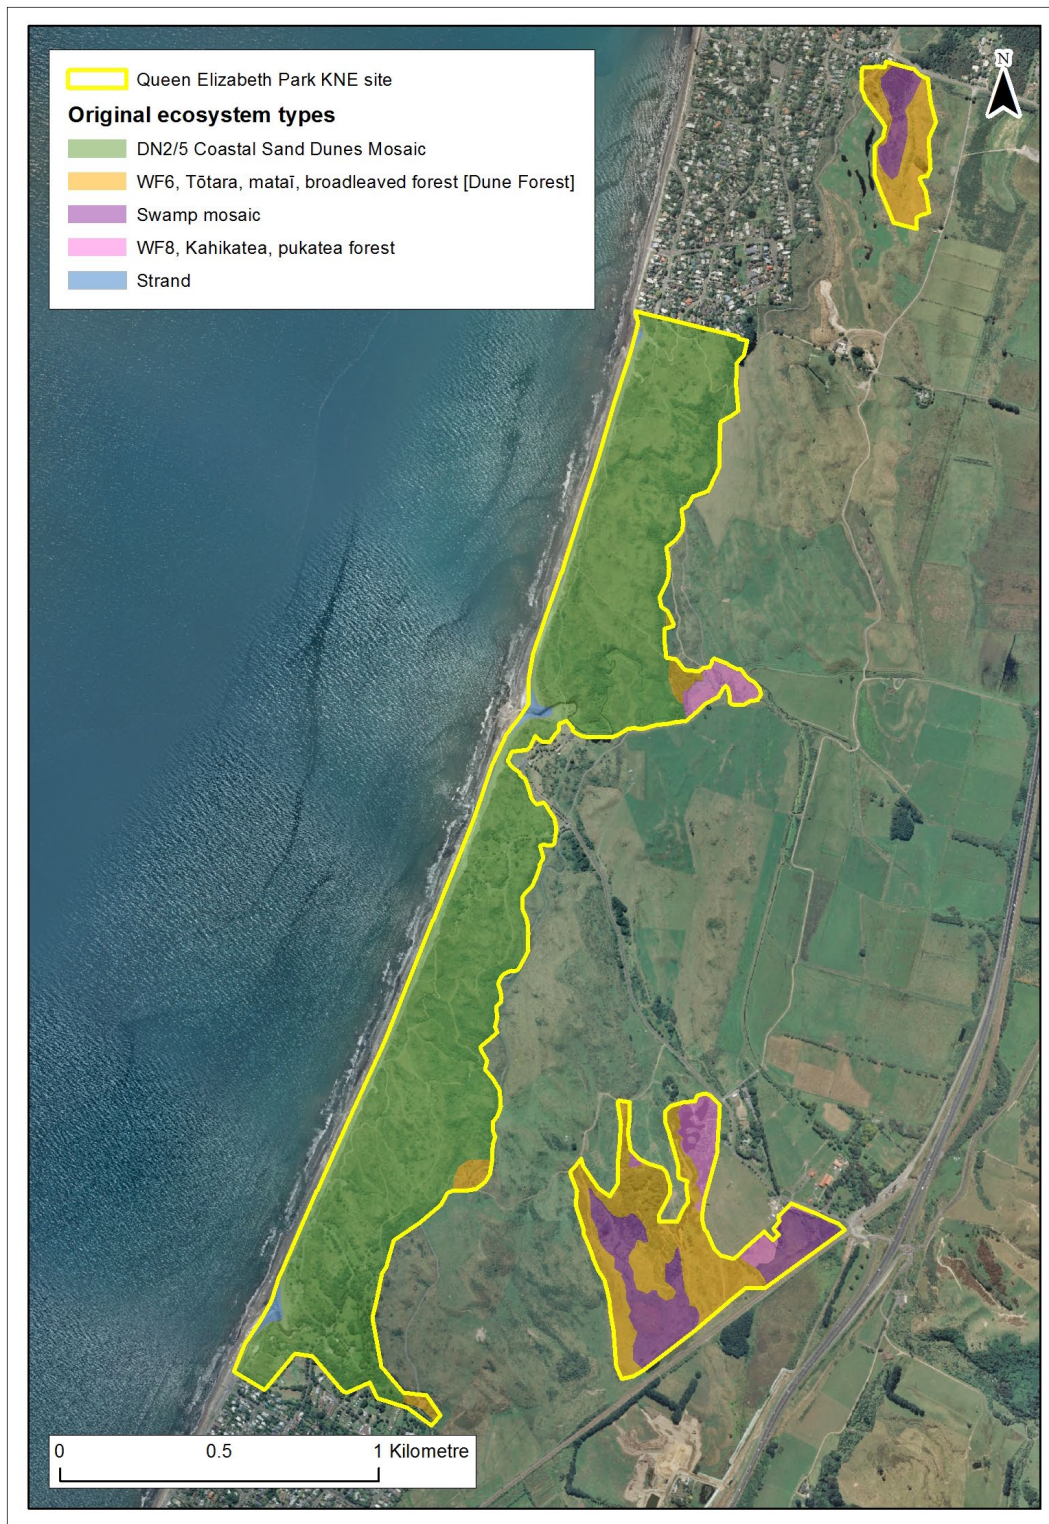 N
Queen Elizabeth Park KNE site
Original ecosystem types
DN2/5 Coastal Sand Dunes Mosaic
WF6, Tōtara, mataī, broadleaved forest [Dune Forest]
Swamp mosaic
WF8, Kahikatea, pukatea forest
Strand
0 0.5 1 Kilometre